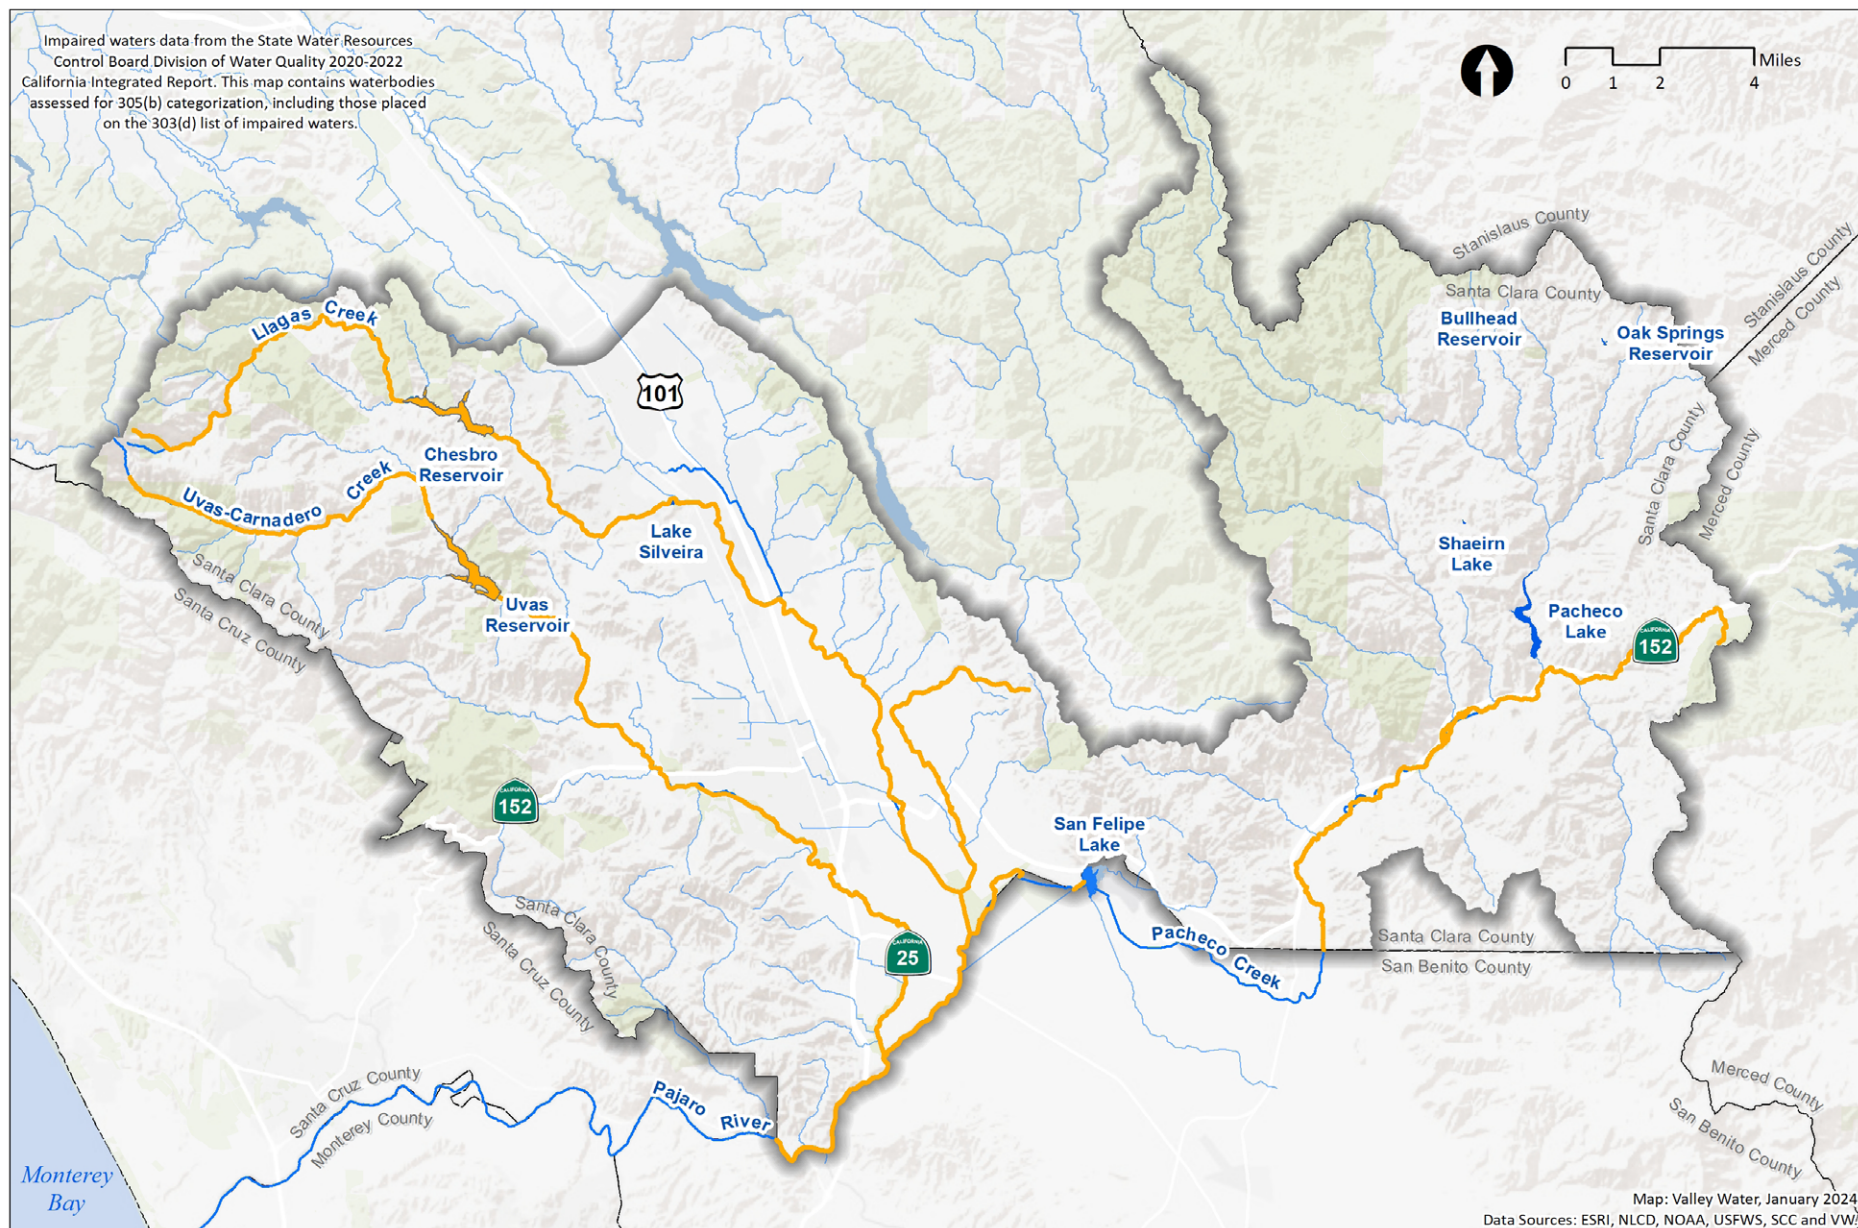 Impaired waters data from the State Water Resources
Control Board Division of Water Quality 2020-2022
California Integrated Report. This map contains waterbodies
assessed for 305(b) categorization, including those placed
on the 303(d) list of impaired waters.
Miles
0 1 2 4
Stanislaus County
Santa Clara County
Stanislaus County
Merced County
Bullhead
Reservoir
Oak Springs
Reservoir
Llagas Creek
101
Chesbro
Reservoir
Uvas-Carnadero Creek
Santa Clara County
Merced County
Lake
Silveira
Shaeirn
Lake
Santa Clara County
Santa Cruz County
Uvas
Reservoir
Pacheco
Lake
CALIFORNIA
152
CALIFORNIA
152
San Felipe
Lake
Santa Clara County
Santa Cruz County
CALIFORNIA
25
Pacheco Creek
Santa Clara County
San Benito County
Santa Cruz County
Monterey County
Pajaro River
Merced County
San Benito County
Monterey
Bay
Map: Valley Water, January 2024
Data Sources: ESRI, NLCD, NOAA, USFWS, SCC and VW